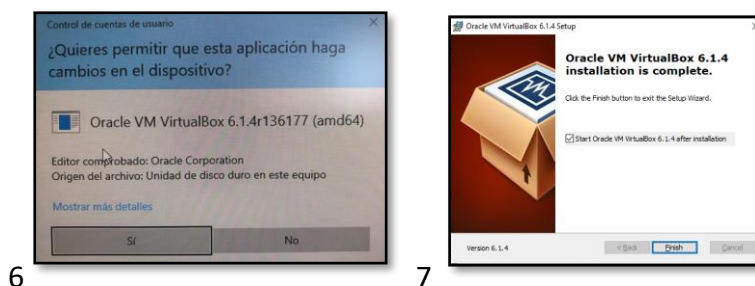 Control de cuentas de usuario
¿Quieres permitir que esta aplicación haga
cambios en el dispositivo?
Oracle VM VirtualBox 6.1.4r136177 (amd64)
Editor comprobado: Oracle Corporation
Origen del archivo: Unidad de disco duro en este equipo
Mostrar más detalles
Sí
No
6
Oracle VM VirtualBox 6.1.4 Setup
Oracle VM VirtualBox 6.1.4
installation is complete.
Click the Finish button to exit the Setup Wizard.
Start Oracle VM VirtualBox 6.1.4 after installation
Version 6.1.4
< Back
Finish
Cancel
7